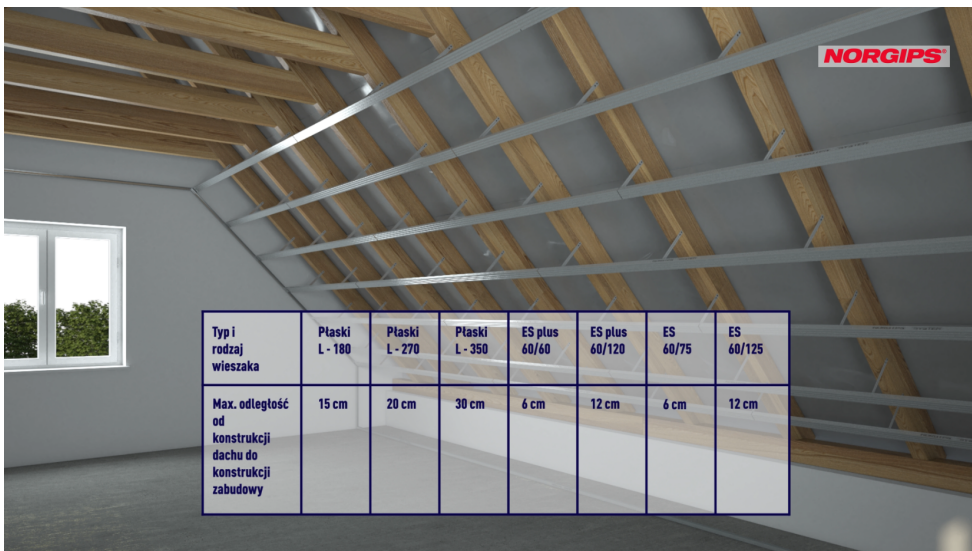 NORGIPS
Typ i
rodzaj
wieszaka
Płaski
L - 180
Płaski
L - 270
Płaski
L - 350
ES plus
60/60
ES plus
60/120
ES
60/75
ES
60/125
Max. odległość
od
konstrukcji
dachu do
konstrukcji
zabudowy
15 cm
20 cm
30 cm
6 cm
12 cm
6 cm
12 cm